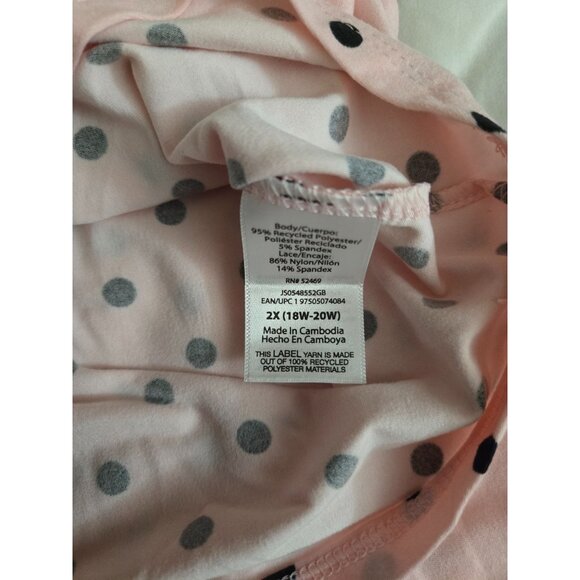 Body/Cuerpo:
95% Recycled Polyester/
Poliéster Reciclado
5% Spandex
Lace/Encaje:
86% Nylon/Nilón
14% Spandex
RN# 52469
JS0548552GB
EAN/UPC 1 97505074084
2X (18W-20W)
Made In Cambodia
Hecho En Camboya
THIS LABEL YARN IS MADE
OUT OF 100% RECYCLED
POLYESTER MATERIALS